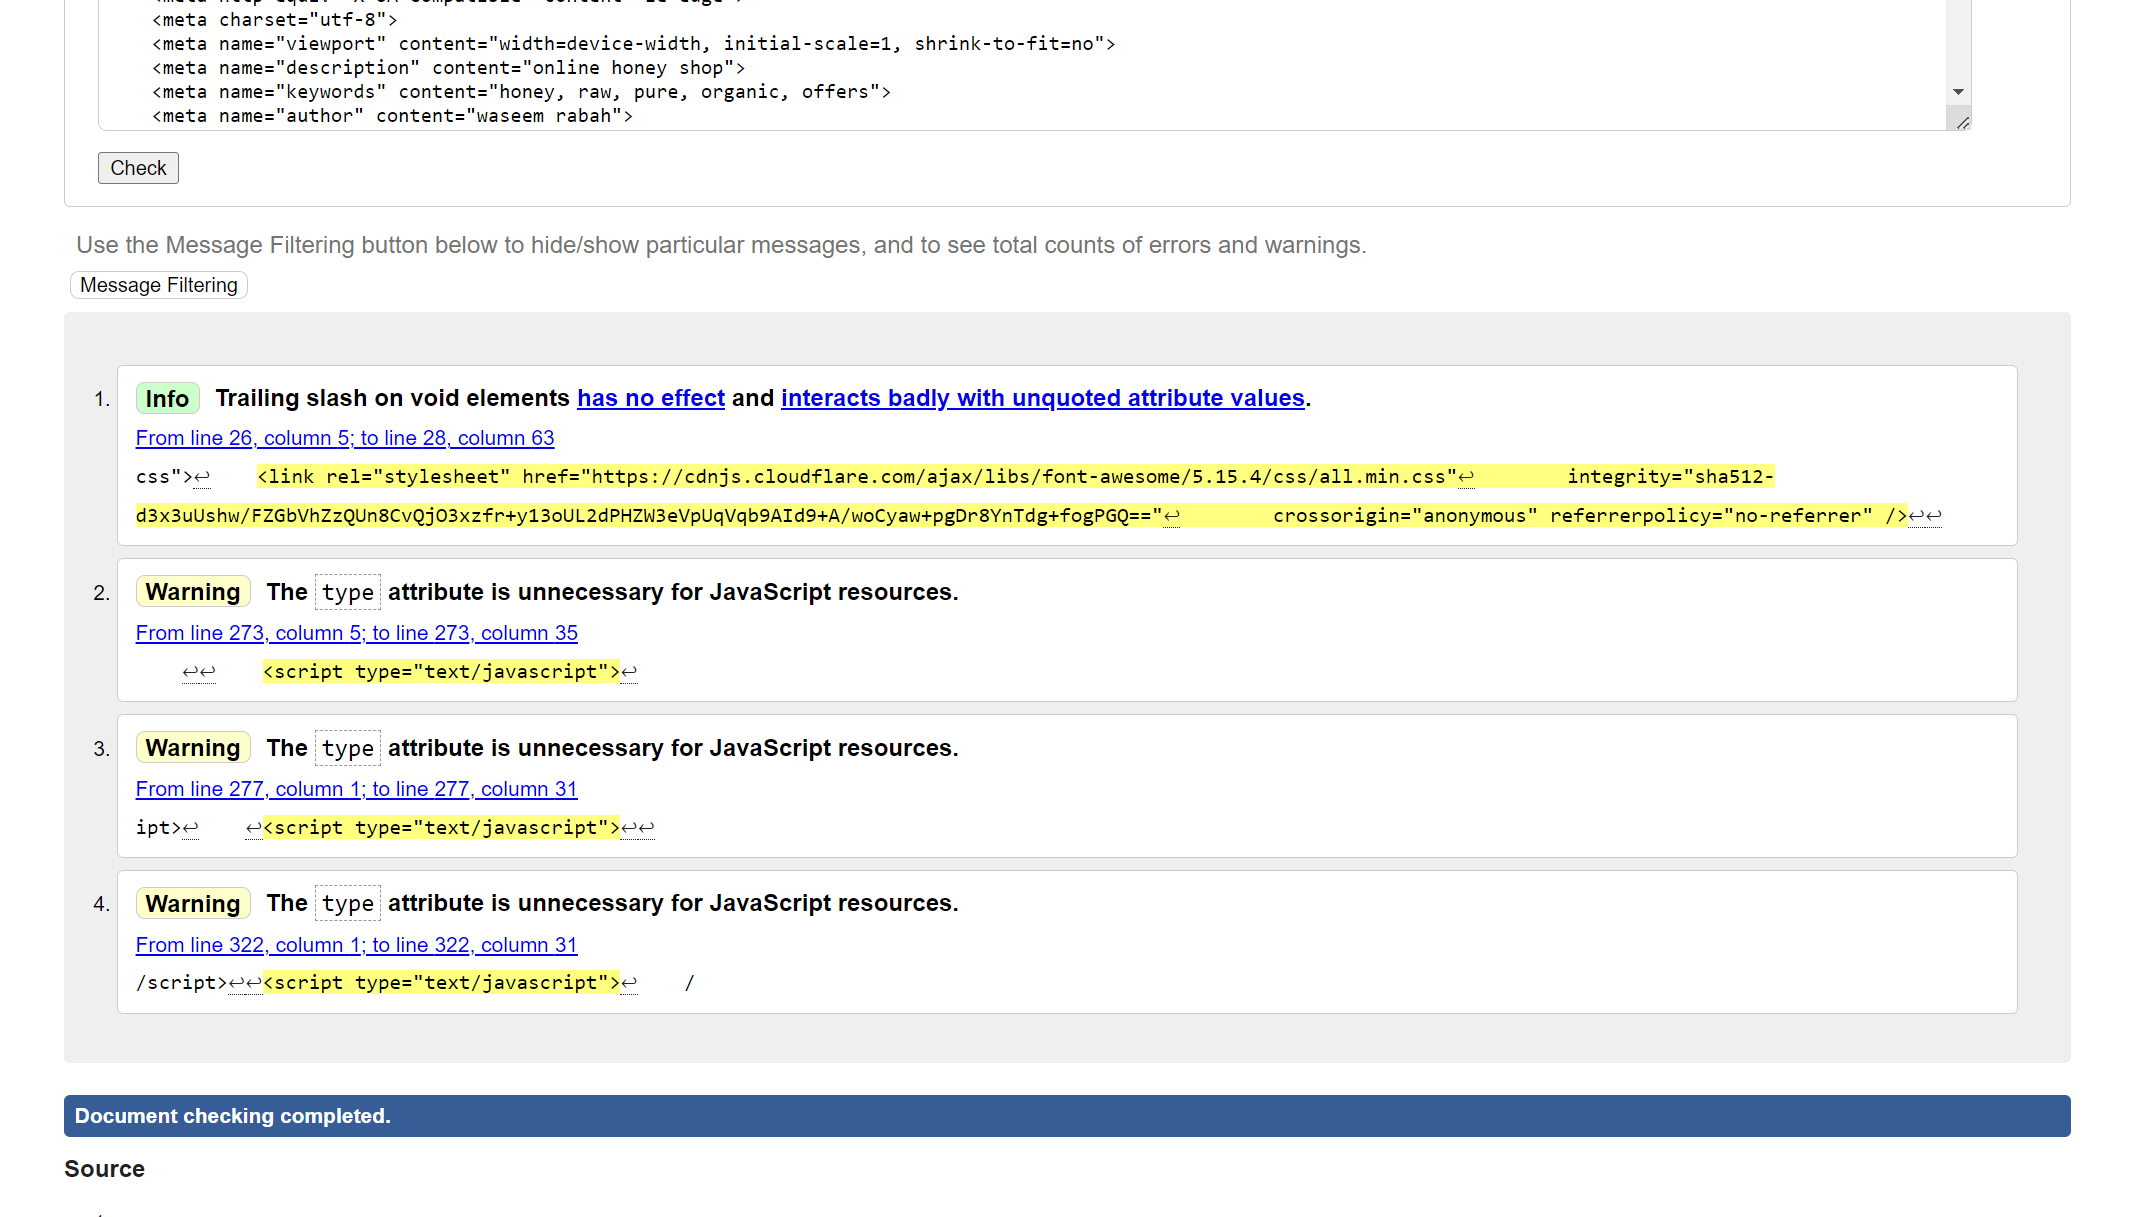 <meta charset="utf-8">
<meta name="viewport" content="width=device-width, initial-scale=1, shrink-to-fit=no">
<meta name="description" content="online honey shop">
<meta name="keywords" content="honey, raw, pure, organic, offers">
<meta name="author" content="waseem rabah">
Check
Use the Message Filtering button below to hide/show particular messages, and to see total counts of errors and warnings.
Message Filtering
1. Info Trailing slash on void elements has no effect and interacts badly with unquoted attribute values.
From line 26, column 5; to line 28, column 63
css">↩ <link rel="stylesheet" href="https://cdnjs.cloudflare.com/ajax/libs/font-awesome/5.15.4/css/all.min.css"↩ integrity="sha512-
d3x3uUshw/FZGbVhZzQUn8CvQjO3xzfr+y13oUL2dPHZW3eVpUqVqb9AId9+A/woCyaw+pgDr8YnTdg+fogPGQ=="↩ crossorigin="anonymous" referrerpolicy="no-referrer" />↩↩
2. Warning The type attribute is unnecessary for JavaScript resources.
From line 273, column 5; to line 273, column 35
↩↩ <script type="text/javascript">↩
3. Warning The type attribute is unnecessary for JavaScript resources.
From line 277, column 1; to line 277, column 31
ipt>↩ ↩<script type="text/javascript">↩↩
4. Warning The type attribute is unnecessary for JavaScript resources.
From line 322, column 1; to line 322, column 31
/script>↩↩<script type="text/javascript">↩ /
Document checking completed.
Source